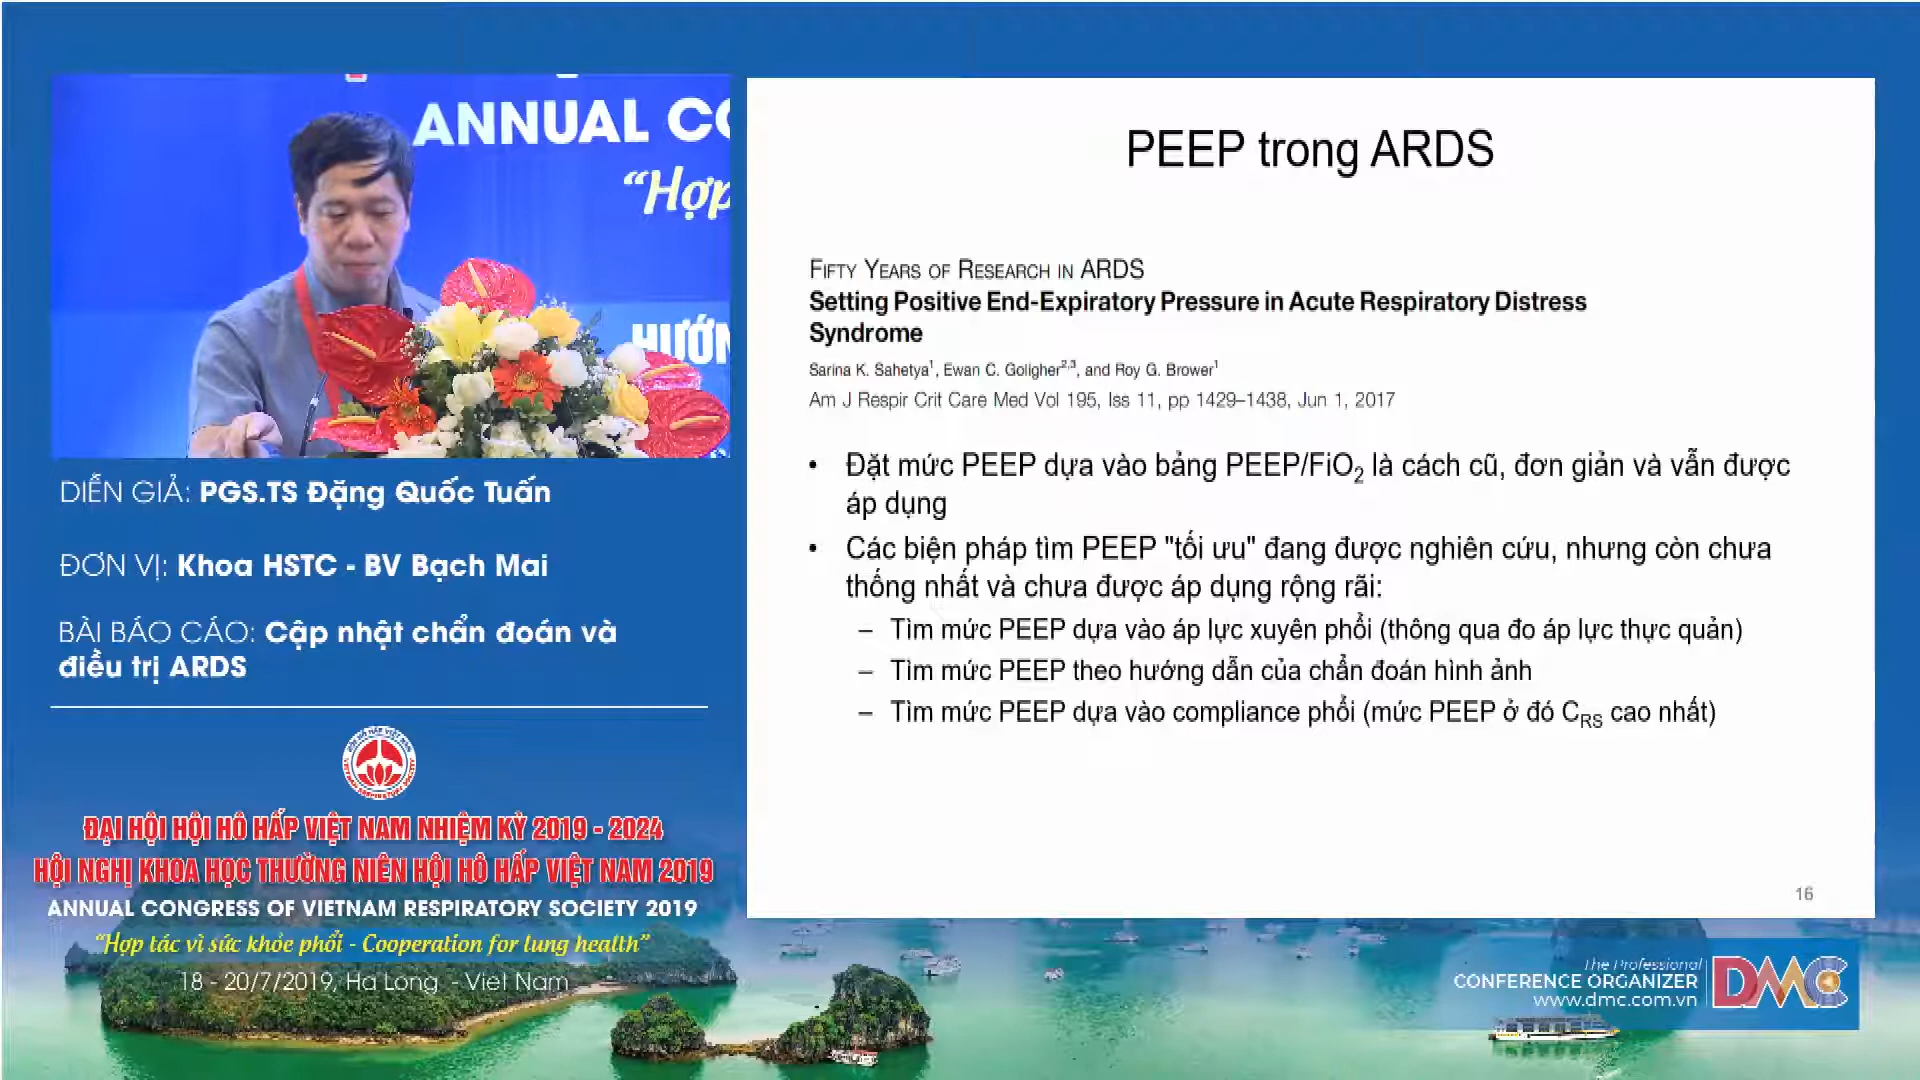 ANNUAL CO
“Hợp
HƯỚN
DIỄN GIẢ: PGS.TS Đặng Quốc Tuấn
ĐƠN VỊ: Khoa HSTC - BV Bạch Mai
BÀI BÁO CÁO: Cập nhật chẩn đoán và
điều trị ARDS
HỘI HÔ HẤP VIỆT NAM
VIETNAM RESPIRATORY SOCIETY
ĐẠI HỘI HỘI HÔ HẤP VIỆT NAM NHIỆM KỲ 2019 - 2024
HỘI NGHỊ KHOA HỌC THƯỜNG NIÊN HỘI HÔ HẤP VIỆT NAM 2019
ANNUAL CONGRESS OF VIETNAM RESPIRATORY SOCIETY 2019
“Hợp tác vì sức khỏe phổi - Cooperation for lung health”
18 - 20/7/2019, Ha Long - Viet Nam
PEEP trong ARDS
FIFTY YEARS OF RESEARCH IN ARDS
Setting Positive End-Expiratory Pressure in Acute Respiratory Distress
Syndrome
Sarina K. Sahetya1, Ewan C. Goligher2,3, and Roy G. Brower1
Am J Respir Crit Care Med Vol 195, Iss 11, pp 1429–1438, Jun 1, 2017
• Đặt mức PEEP dựa vào bảng PEEP/FiO2 là cách cũ, đơn giản và vẫn được
áp dụng
• Các biện pháp tìm PEEP "tối ưu" đang được nghiên cứu, nhưng còn chưa
thống nhất và chưa được áp dụng rộng rãi:
– Tìm mức PEEP dựa vào áp lực xuyên phổi (thông qua đo áp lực thực quản)
– Tìm mức PEEP theo hướng dẫn của chẩn đoán hình ảnh
– Tìm mức PEEP dựa vào compliance phổi (mức PEEP ở đó CRS cao nhất)
16
The Professional
CONFERENCE ORGANIZER
www.dmc.com.vn
DMC